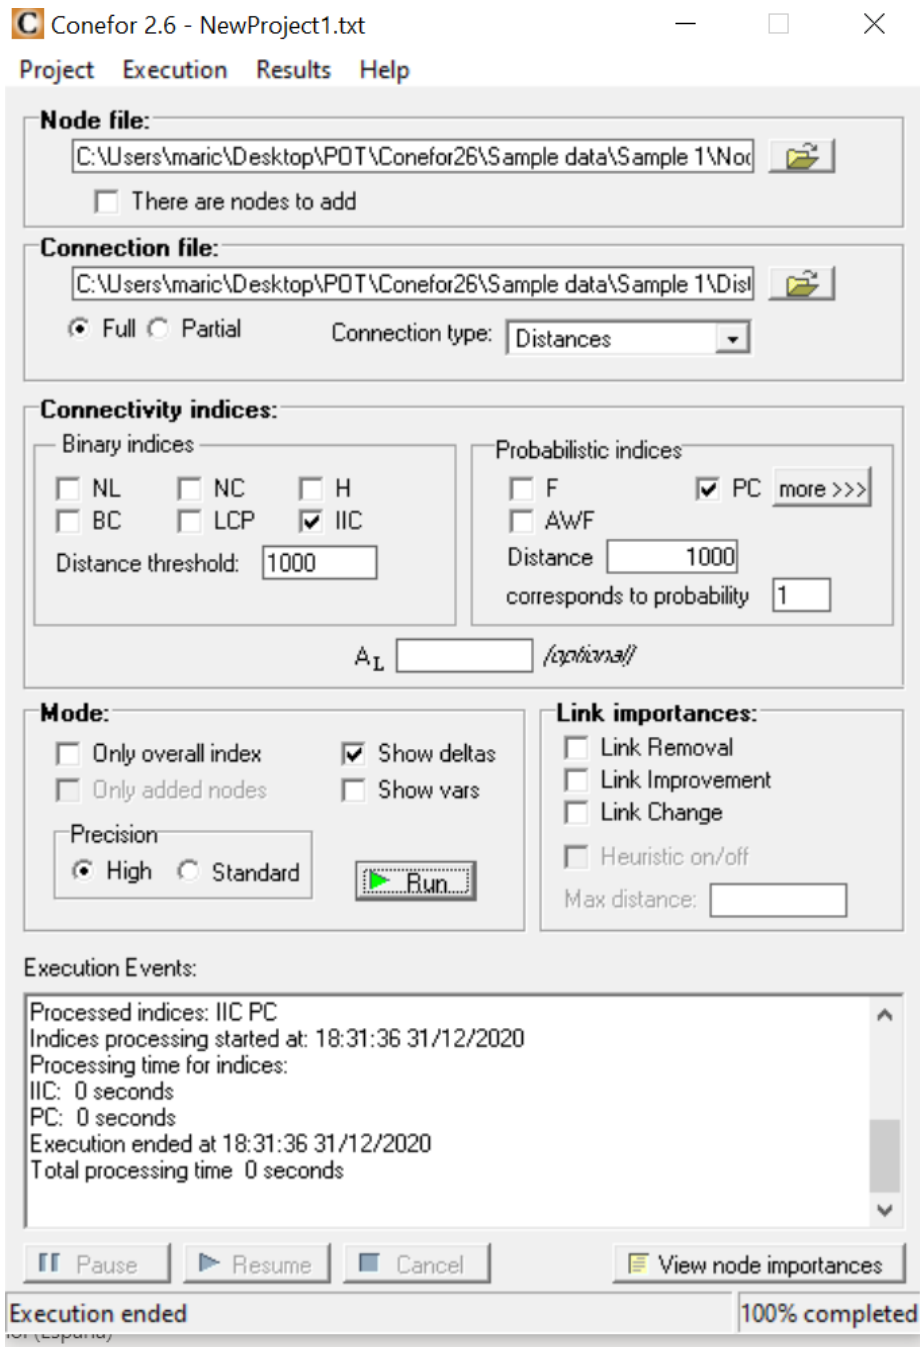 C Conefor 2.6 - NewProject1.txt
Project Execution Results Help
Node file:
C:\Users\maric\Desktop\POT\Conefor26\Sample data\Sample 1\Noc
There are nodes to add
Connection file:
C:\Users\maric\Desktop\POT\Conefor26\Sample data\Sample 1\Dist
Full Partial Connection type: Distances
Connectivity indices:
Binary indices
NL NC H
BC LCP IIC
Distance threshold: 1000
Probabilistic indices
F PC more >>>
AWF
Distance 1000
corresponds to probability 1
AL (optional)
Mode:
Only overall index Show deltas
Only added nodes Show vars
Precision
High Standard
Run
Link importances:
Link Removal
Link Improvement
Link Change
Heuristic on/off
Max distance:
Execution Events:
Processed indices: IIC PC
Indices processing started at: 18:31:36 31/12/2020
Processing time for indices:
IIC: 0 seconds
PC: 0 seconds
Execution ended at 18:31:36 31/12/2020
Total processing time 0 seconds
Pause Resume Cancel View node importances
Execution ended 100% completed
(España)